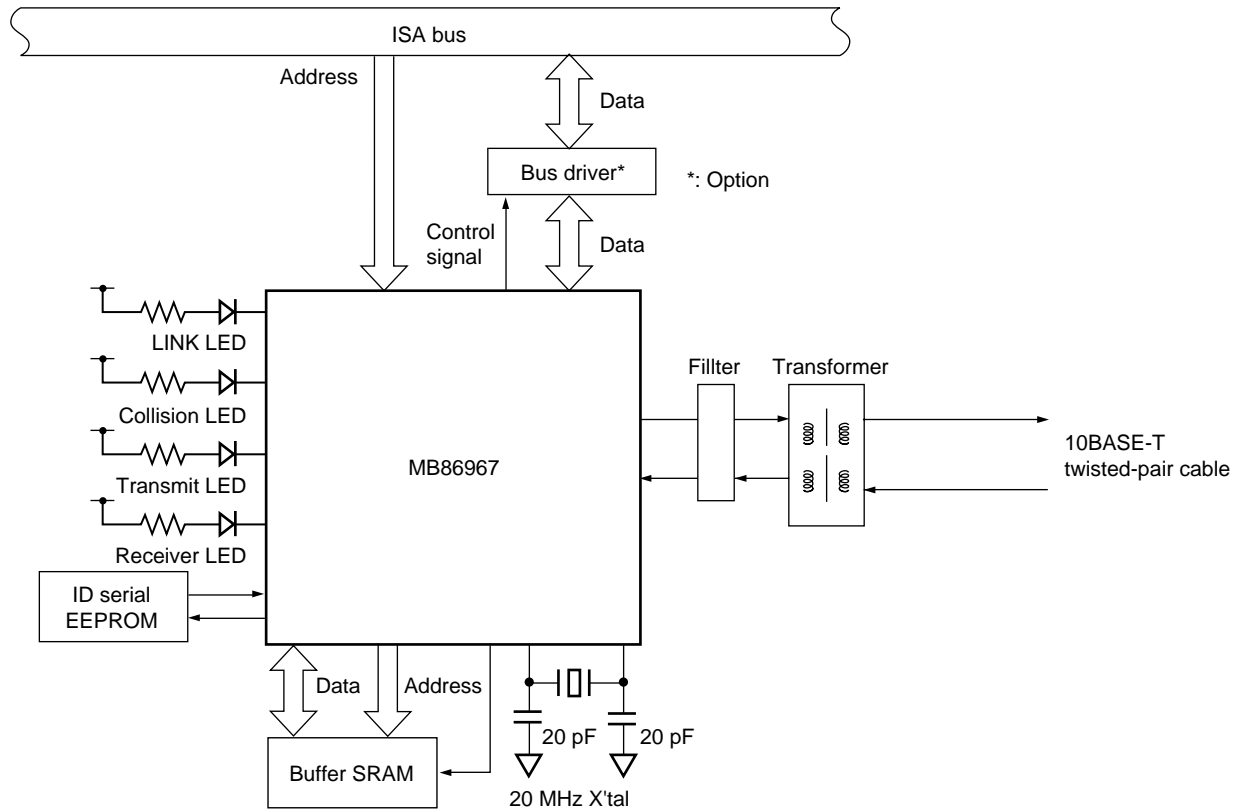 ISA bus
Address
Data
Bus driver*
*: Option
Control
signal
Data
LINK LED
Collision LED
Transmit LED
Receiver LED
MB86967
Fillter
Transformer
10BASE-T
twisted-pair cable
ID serial
EEPROM
Data
Address
20 pF
20 pF
Buffer SRAM
20 MHz X'tal